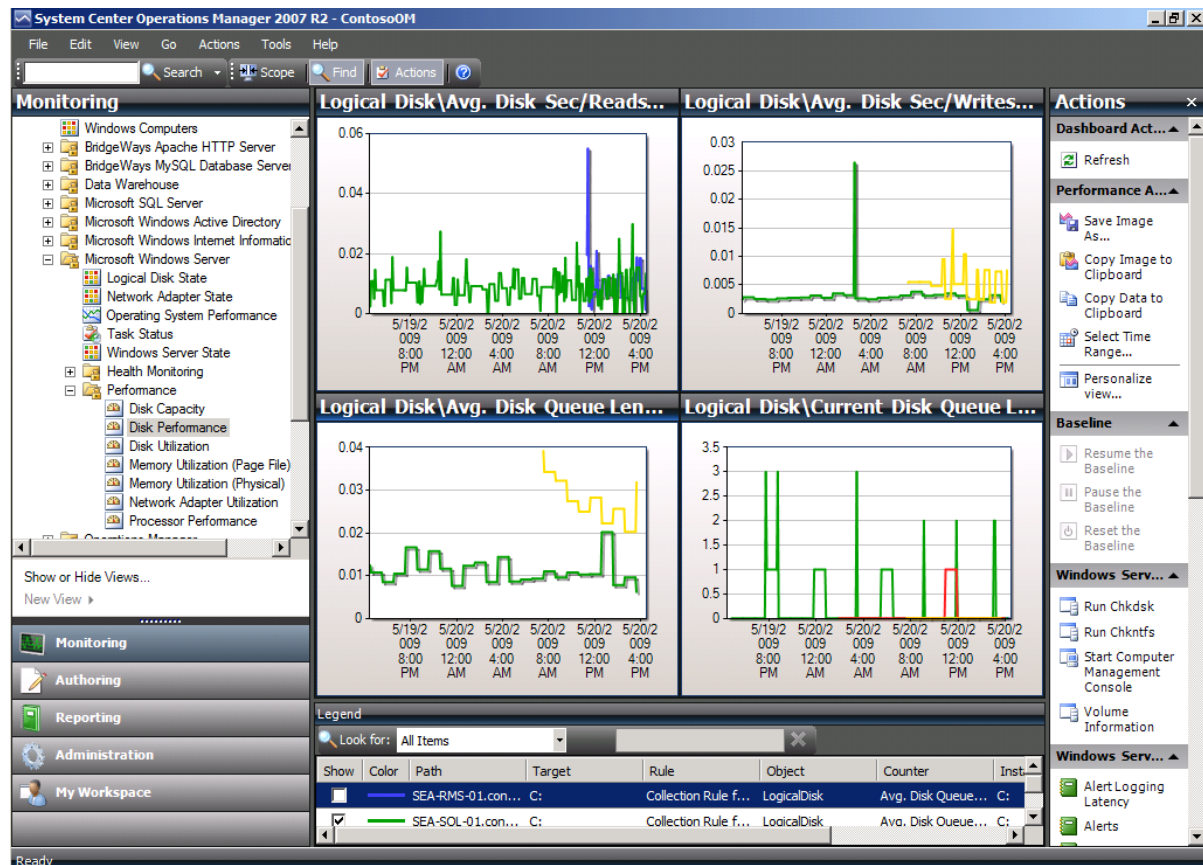 System Center Operations Manager 2007 R2 - ContosoOM
File Edit View Go Actions Tools Help
Search Scope Find Actions
Monitoring
Windows Computers
BridgeWays Apache HTTP Server
BridgeWays MySQL Database Server
Data Warehouse
Microsoft SQL Server
Microsoft Windows Active Directory
Microsoft Windows Internet Informatic
Microsoft Windows Server
Logical Disk State
Network Adapter State
Operating System Performance
Task Status
Windows Server State
Health Monitoring
Performance
Disk Capacity
Disk Performance
Disk Utilization
Memory Utilization (Page File)
Memory Utilization (Physical)
Network Adapter Utilization
Processor Performance
Show or Hide Views...
New View
Monitoring
Authoring
Reporting
Administration
My Workspace
Ready
Logical Disk\Avg. Disk Sec/Reads...
0.06
0.04
0.02
0
5/19/2 5/20/2 5/20/2 5/20/2 5/20/2 5/20/2
009 009 009 009 009 009
8:00 12:00 4:00 8:00 12:00 4:00
PM AM AM AM PM PM
Logical Disk\Avg. Disk Sec/Writes...
0.03
0.025
0.02
0.015
0.01
0.005
0
5/19/2 5/20/2 5/20/2 5/20/2 5/20/2 5/20/2
009 009 009 009 009 009
8:00 12:00 4:00 8:00 12:00 4:00
PM AM AM AM PM PM
Logical Disk\Avg. Disk Queue Len...
0.04
0.03
0.02
0.01
0
5/19/2 5/20/2 5/20/2 5/20/2 5/20/2 5/20/2
009 009 009 009 009 009
8:00 12:00 4:00 8:00 12:00 4:00
PM AM AM AM PM PM
Logical Disk\Current Disk Queue L...
3.5
3
2.5
2
1.5
1
0.5
0
5/19/2 5/20/2 5/20/2 5/20/2 5/20/2 5/20/2
009 009 009 009 009 009
8:00 12:00 4:00 8:00 12:00 4:00
PM AM AM AM PM PM
Legend
Look for: All Items
Show Color Path Target Rule Object Counter Inst
SEA-RMS-01.con... C: Collection Rule f... LogicalDisk Avg. Disk Queue... C:
SEA-SOL-01.con... C: Collection Rule f... LogicalDisk Avg. Disk Queue... C:
Actions
Dashboard Act...
Refresh
Performance A...
Save Image
As...
Copy Image to
Clipboard
Copy Data to
Clipboard
Select Time
Range...
Personalize
view...
Baseline
Resume the
Baseline
Pause the
Baseline
Reset the
Baseline
Windows Serv...
Run Chkdsk
Run Chkntfs
Start Computer
Management
Console
Volume
Information
Windows Serv...
Alert Logging
Latency
Alerts